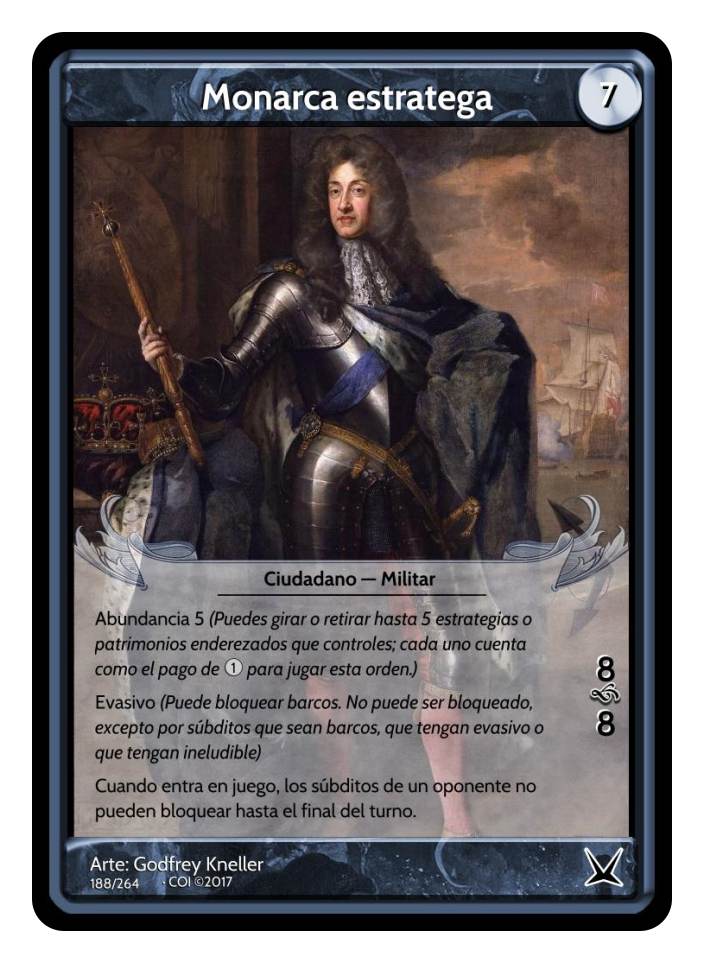 Monarca estratega
7
Ciudadano — Militar
Abundancia 5 (Puedes girar o retirar hasta 5 estrategias o
patrimonios enderezados que controles; cada uno cuenta
como el pago de 1 para jugar esta orden.)
Evasivo (Puede bloquear barcos. No puede ser bloqueado,
excepto por súbditos que sean barcos, que tengan evasivo o
que tengan ineludible)
Cuando entra en juego, los súbditos de un oponente no
pueden bloquear hasta el final del turno.
8
8
Arte: Godfrey Kneller
188/264 · COI ©2017